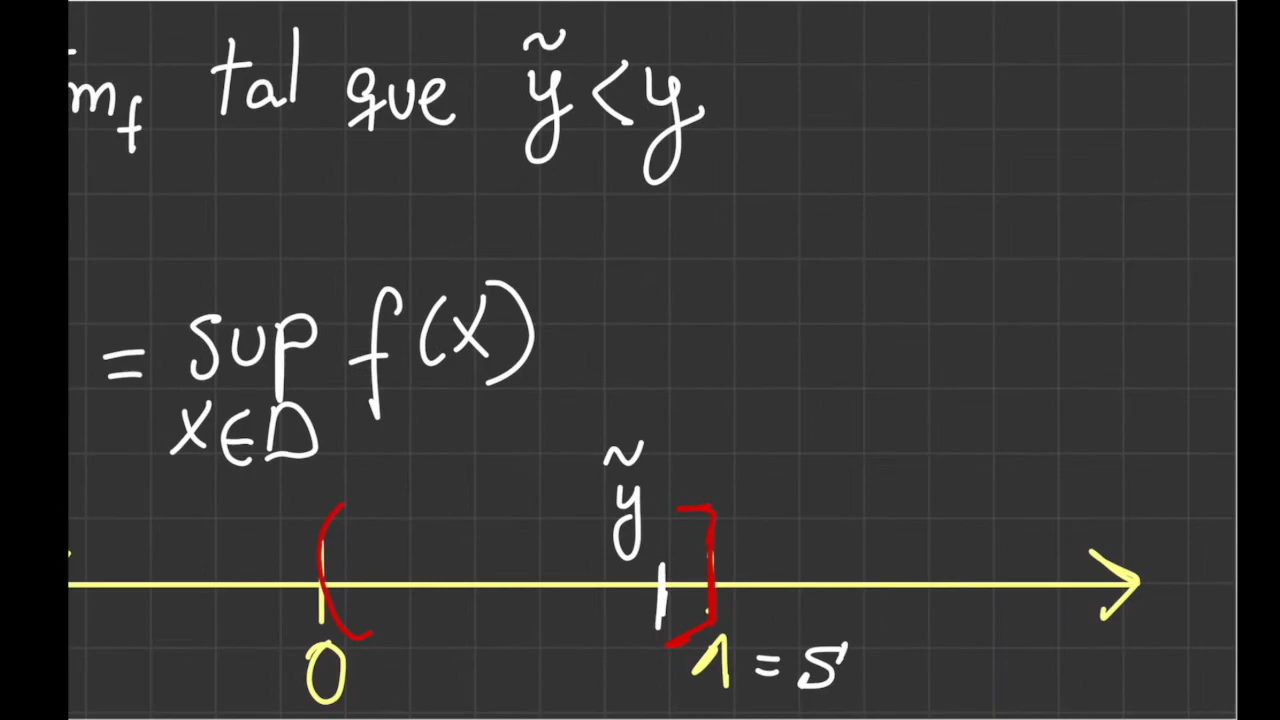 m_f tal que ỹ < y
= sup f(x)
x∈D
ỹ
0 1 = S